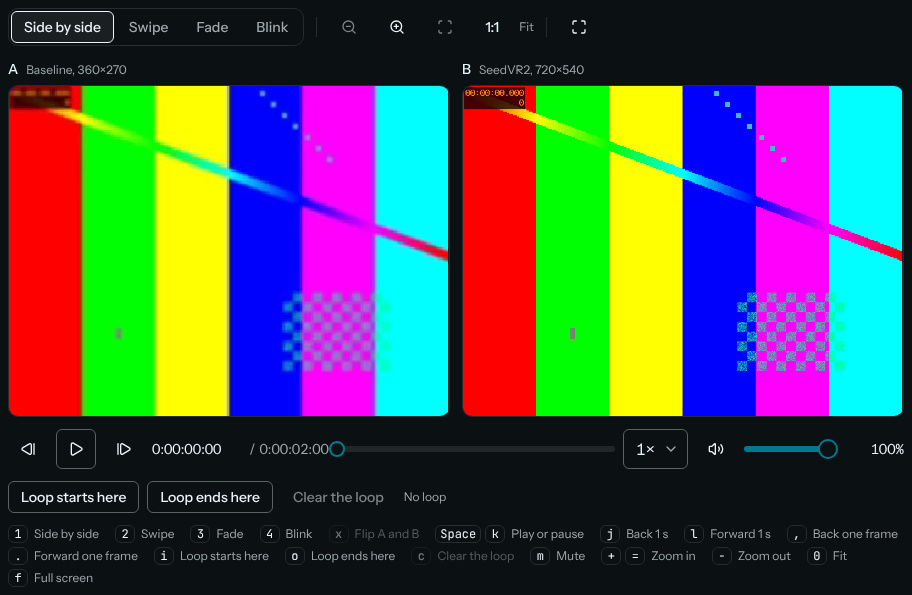 Side by side Swipe Fade Blink 1:1 Fit
A Baseline, 360×270 B SeedVR2, 720×540
00:00:00.000
0
0:00:00:00 / 0:00:02:00 1× 100%
Loop starts here Loop ends here Clear the loop No loop
1 Side by side 2 Swipe 3 Fade 4 Blink x Flip A and B Space k Play or pause j Back 1 s l Forward 1 s , Back one frame
. Forward one frame i Loop starts here o Loop ends here c Clear the loop m Mute + = Zoom in - Zoom out 0 Fit
f Full screen